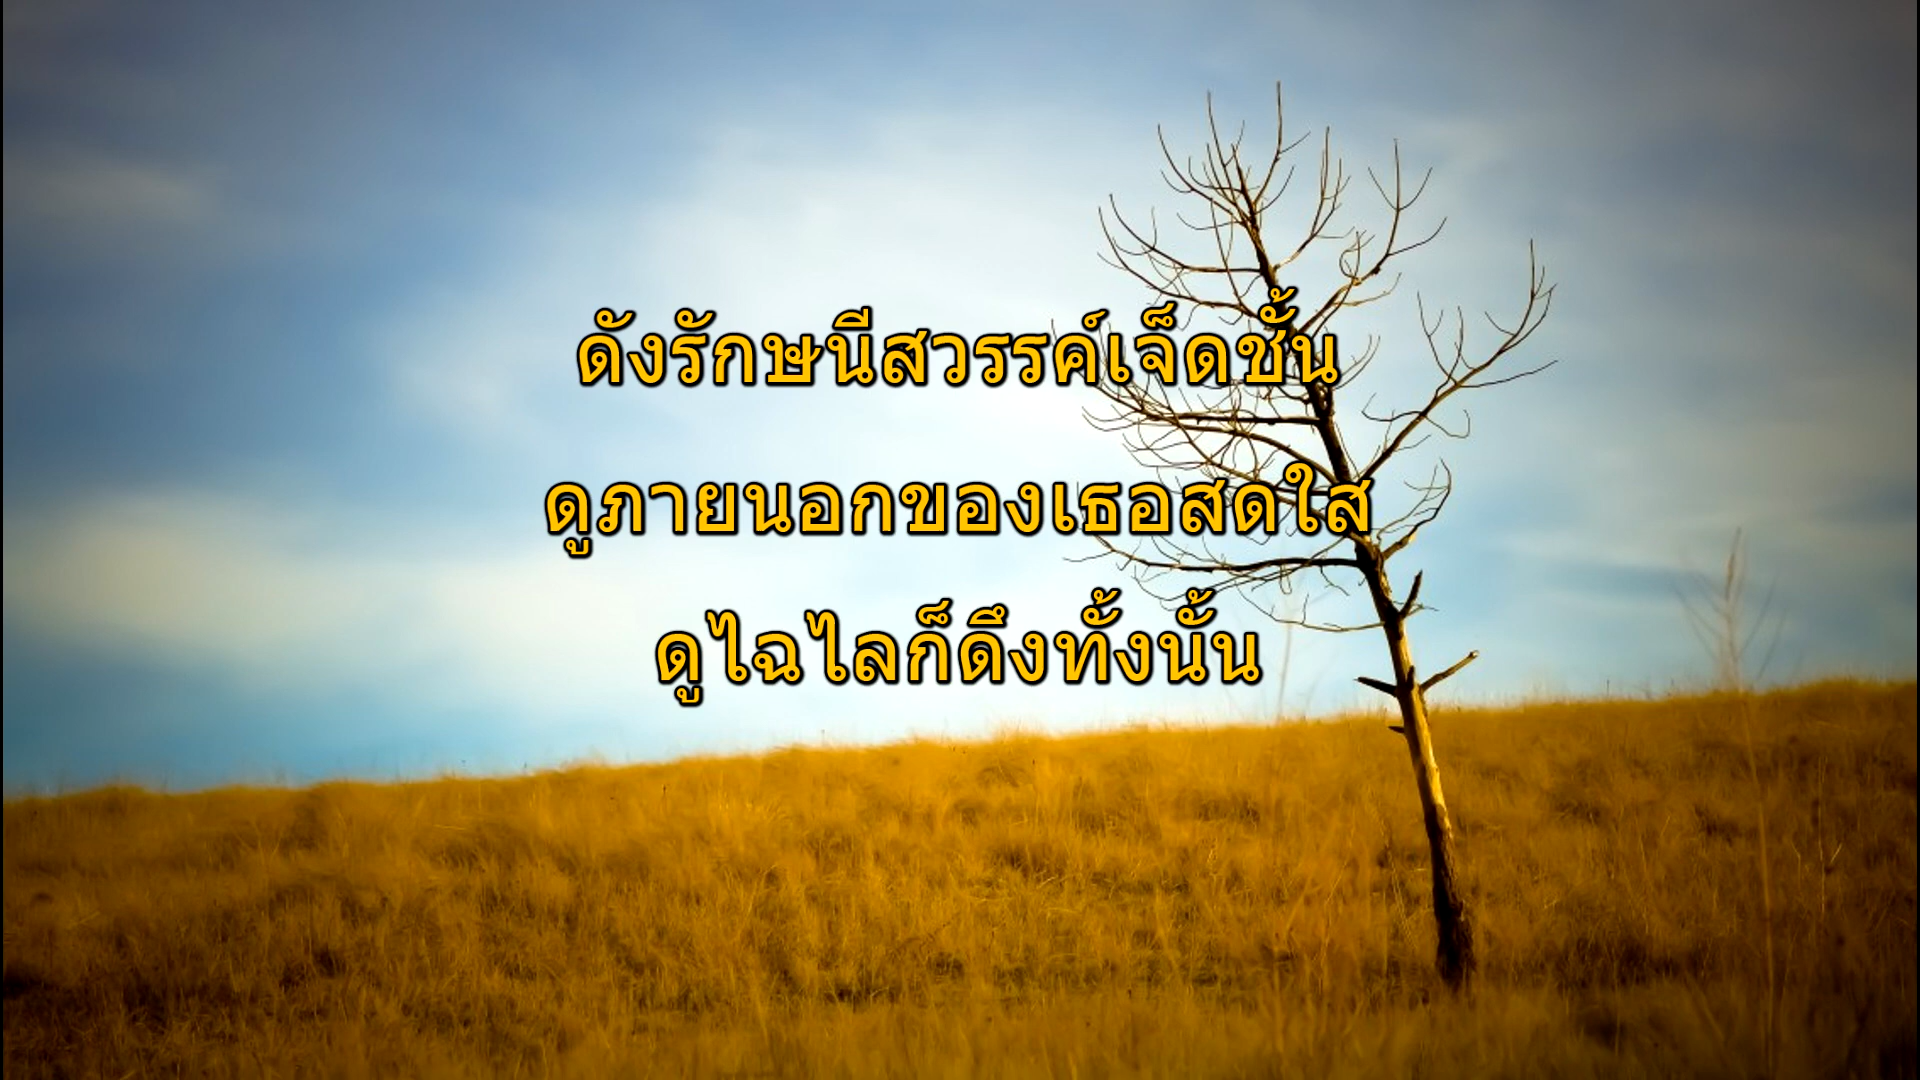 ดังรักษนีสวรรค์เจ็ดชั้น
ดูภายนอกของเธอสดใส
ดูไฉไลก็ดึงทั้งนั้น